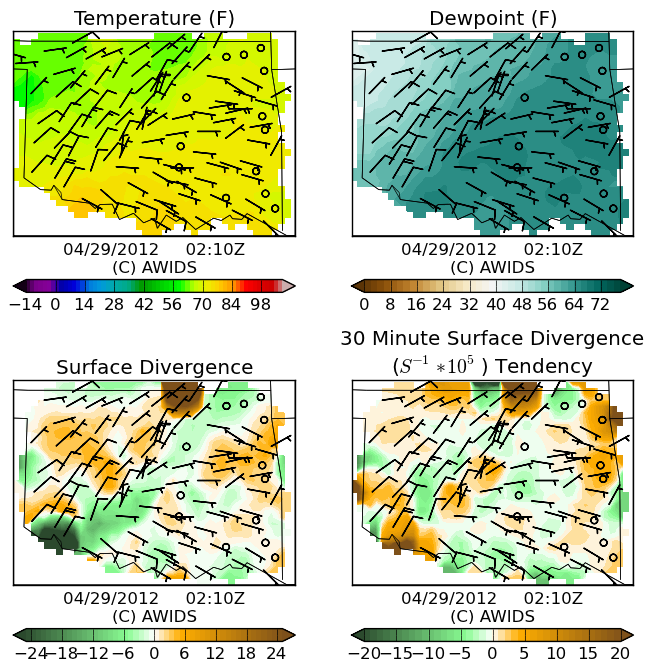 Temperature (F)
Dewpoint (F)
04/29/2012 02:10Z
(C) AWIDS
04/29/2012 02:10Z
(C) AWIDS
−14 0 14 28 42 56 70 84 98
0 8 16 24 32 40 48 56 64 72
30 Minute Surface Divergence
Surface Divergence
(S⁻¹ *10⁵ ) Tendency
04/29/2012 02:10Z
(C) AWIDS
04/29/2012 02:10Z
(C) AWIDS
−24 −18 −12 −6 0 6 12 18 24
−20 −15 −10 −5 0 5 10 15 20